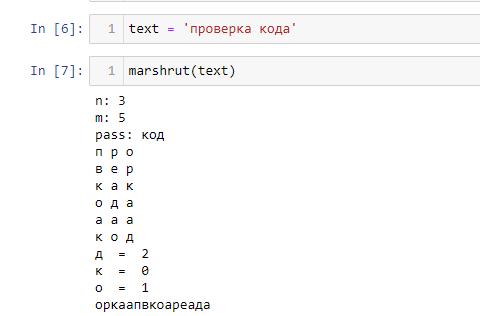 In [6]: 1 text = 'проверка кода'
In [7]: 1 marshrut(text)
n: 3
m: 5
pass: код
п р о
в е р
к а к
о д а
а а а
к о д
д  =  2
к  =  0
о  =  1
оркаапвкоареада